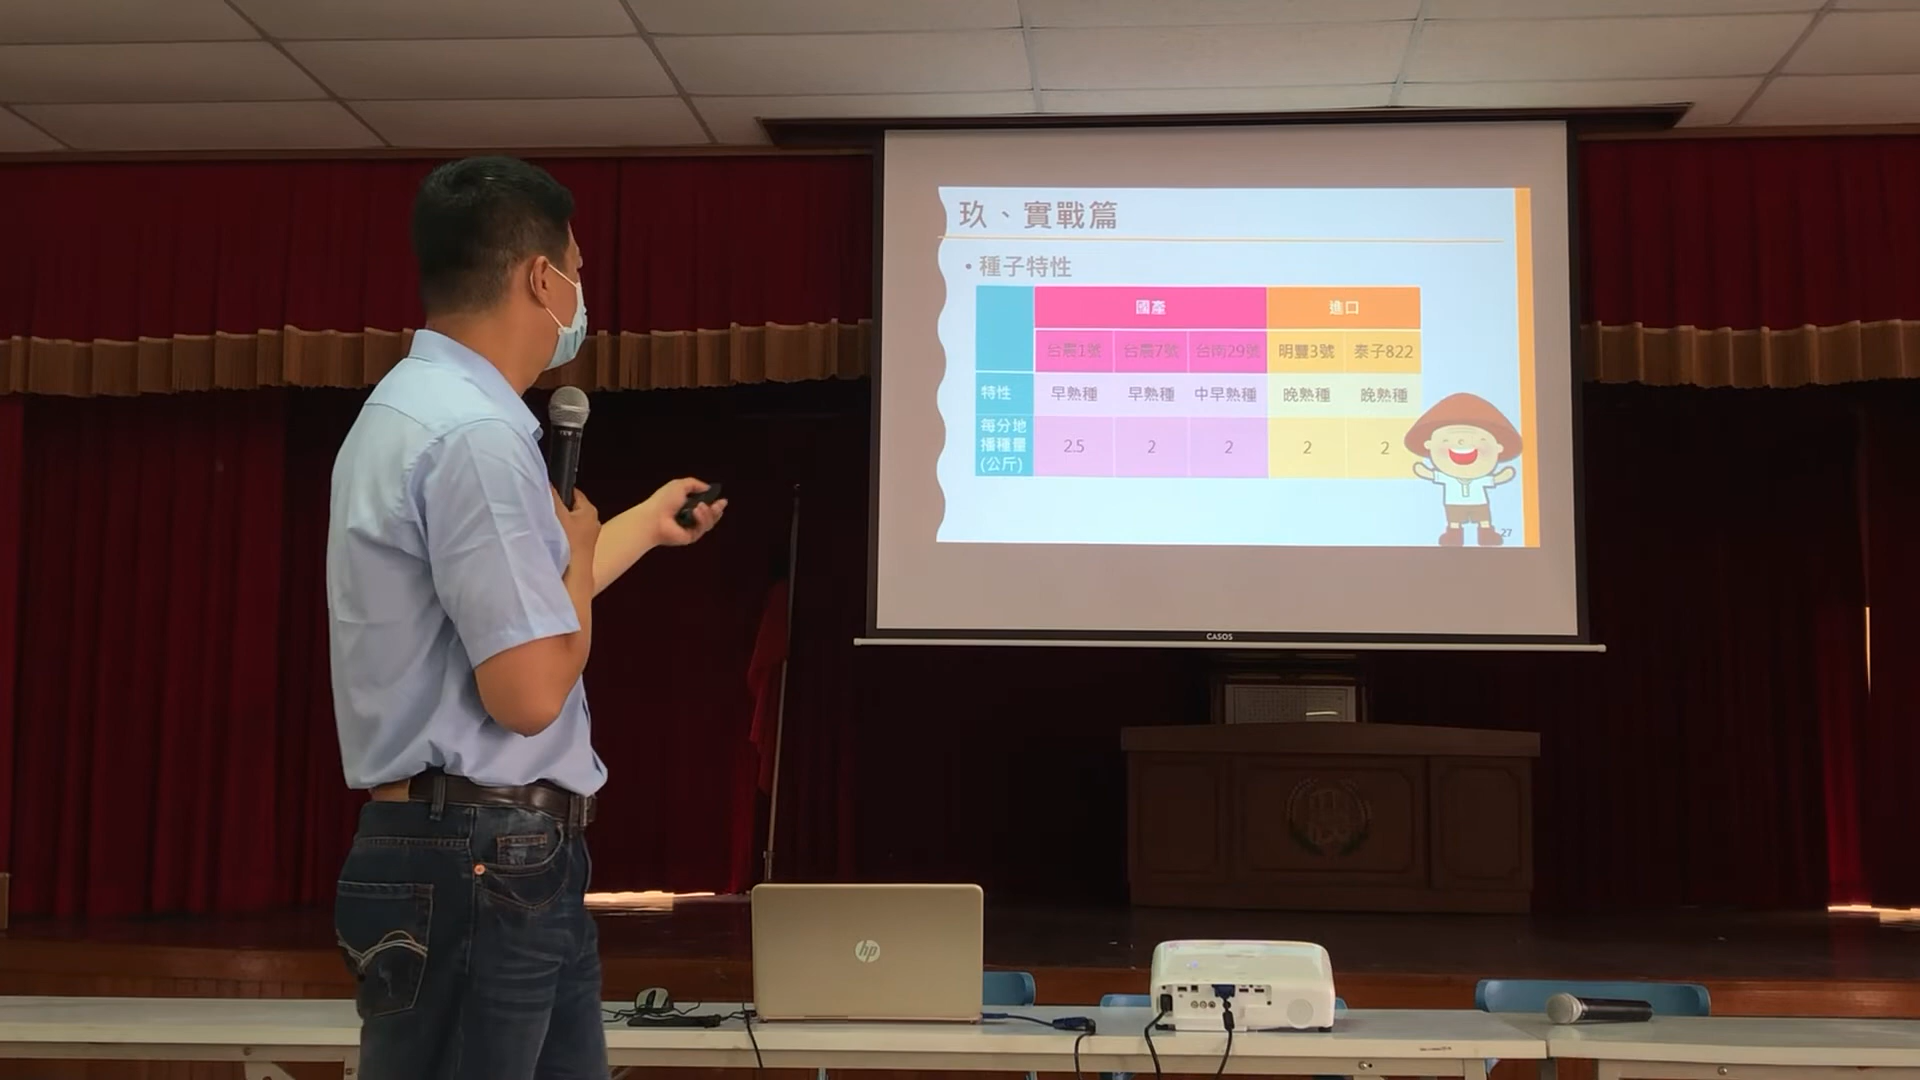 玖、實戰篇
•種子特性
國產 進口
台農1號 台農7號 台南29號 明豐3號 泰子822
特性 早熟種 早熟種 中早熟種 晚熟種 晚熟種
每分地
播種量
(公斤)
2.5 2 2 2 2
27
CASOS
hp